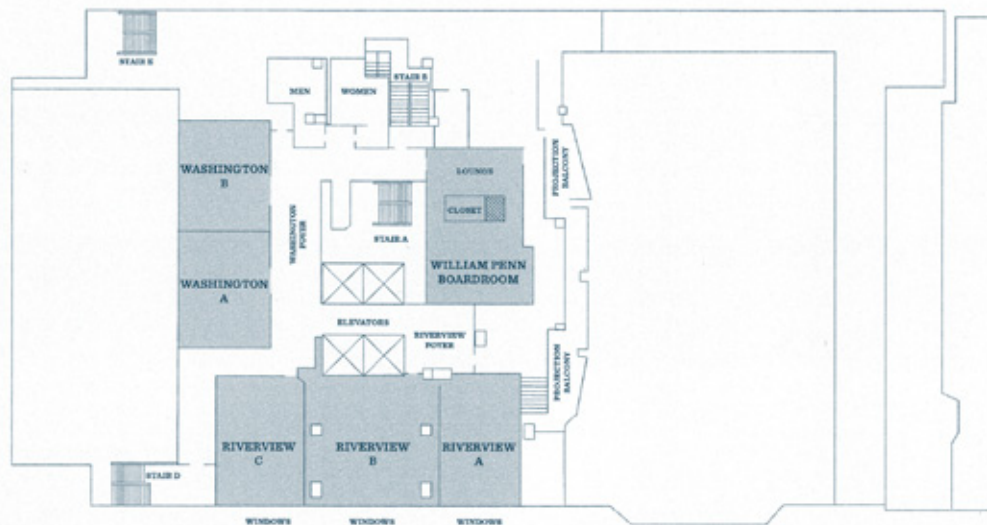 STAIR E
MEN
WOMEN
STAIR B
WASHINGTON
B
LOUNGE
CLOSET
PROJECTION
BALCONY
WASHINGTON
FOYER
STAIR A
WILLIAM PENN
BOARDROOM
WASHINGTON
A
ELEVATORS
RIVERVIEW
FOYER
PROJECTION
BALCONY
RIVERVIEW
C
RIVERVIEW
B
RIVERVIEW
A
STAIR D
WINDOWS
WINDOWS
WINDOWS